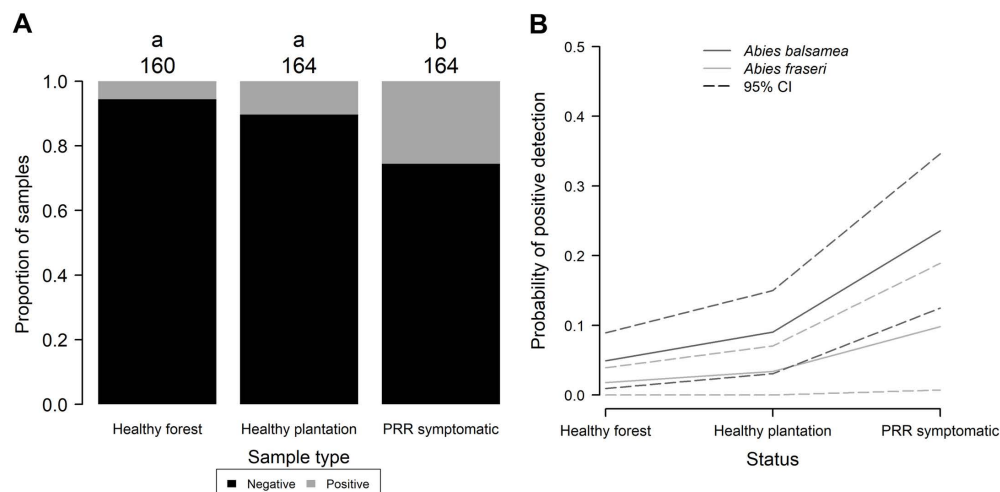 A
a a b
160 164 164
1.0
0.8
0.6
0.4
0.2
0.0
Proportion of samples
Healthy forest Healthy plantation PRR symptomatic
Sample type
Negative Positive
B
0.5
0.4
0.3
0.2
0.1
0.0
Probability of positive detection
Abies balsamea
Abies fraseri
95% CI
Healthy forest Healthy plantation PRR symptomatic
Status